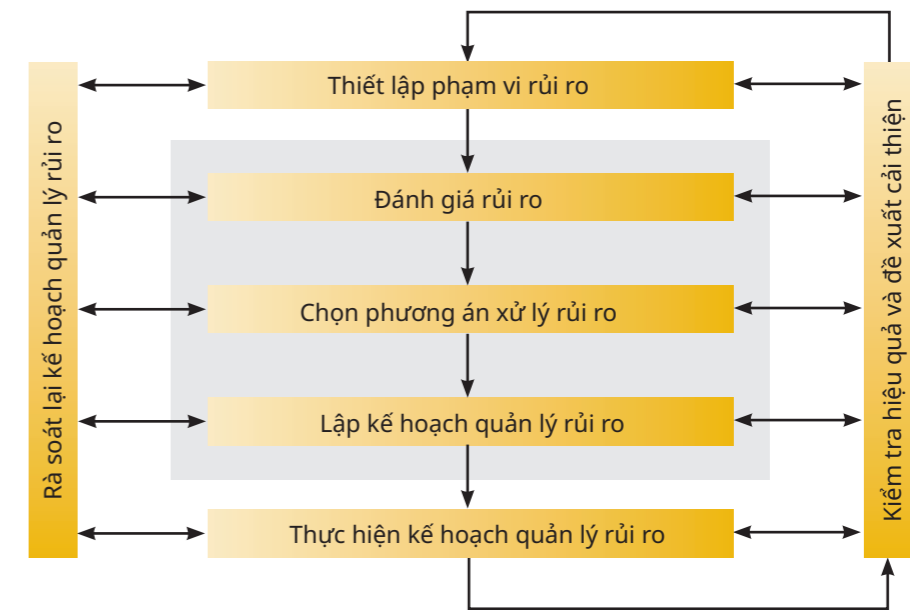 Thiết lập phạm vi rủi ro
Đánh giá rủi ro
Chọn phương án xử lý rủi ro
Lập kế hoạch quản lý rủi ro
Thực hiện kế hoạch quản lý rủi ro
Rà soát lại kế hoạch quản lý rủi ro
Kiểm tra hiệu quả và đề xuất cải thiện